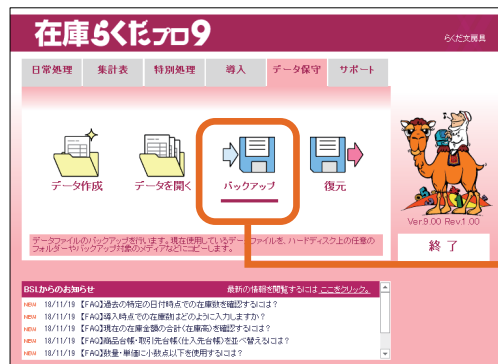 在庫らくだプロ9
らくだ文房具
日常処理 集計表 特別処理 導入 データ保守 サポート
データ作成 データを開く バックアップ 復元
Ver.9.00 Rev.1.00
終了
データファイルのバックアップを行います。現在使用しているデータファイルを、ハードディスク上の任意の
フォルダーやバックアップ対象のメディアなどにコピーします。
BSLからのお知らせ 最新の情報を閲覧するには ここをクリック。
NEW 18/11/19 【FAQ】過去の特定の日付時点での在庫数を確認するには？
NEW 18/11/19 【FAQ】導入時点での在庫数はどのように入力しますか？
NEW 18/11/19 【FAQ】現在の在庫金額の合計(在庫高)を確認するには？
NEW 18/11/19 【FAQ】商品台帳・取引先台帳(仕入先台帳)を並べ替えるには？
NEW 18/11/19 【FAQ】数量・単価に小数点以下を使用するには？